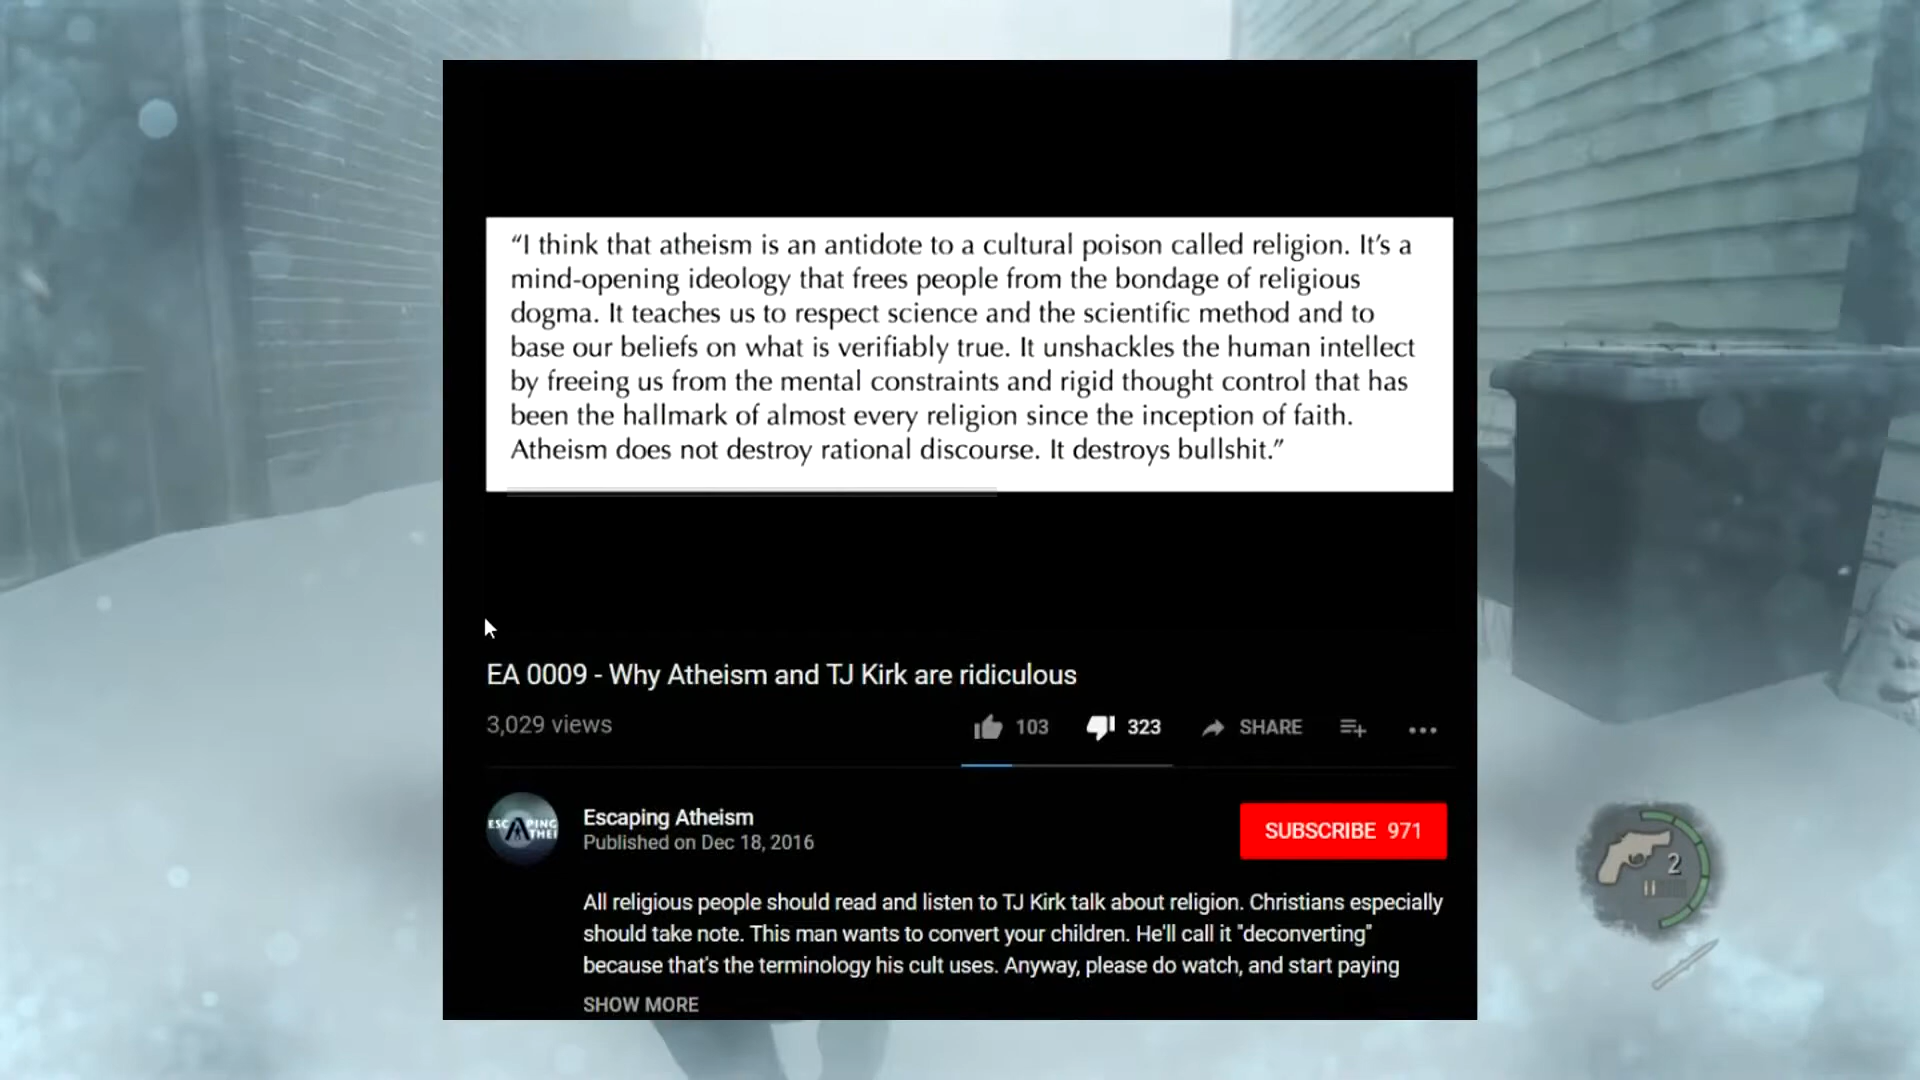 “I think that atheism is an antidote to a cultural poison called religion. It’s a
mind-opening ideology that frees people from the bondage of religious
dogma. It teaches us to respect science and the scientific method and to
base our beliefs on what is verifiably true. It unshackles the human intellect
by freeing us from the mental constraints and rigid thought control that has
been the hallmark of almost every religion since the inception of faith.
Atheism does not destroy rational discourse. It destroys bullshit.”
EA 0009 - Why Atheism and TJ Kirk are ridiculous
3,029 views 103 323 SHARE
ESCAPING
ATHEI
Escaping Atheism
Published on Dec 18, 2016
SUBSCRIBE 971
All religious people should read and listen to TJ Kirk talk about religion. Christians especially
should take note. This man wants to convert your children. He'll call it "deconverting"
because that's the terminology his cult uses. Anyway, please do watch, and start paying
SHOW MORE
2